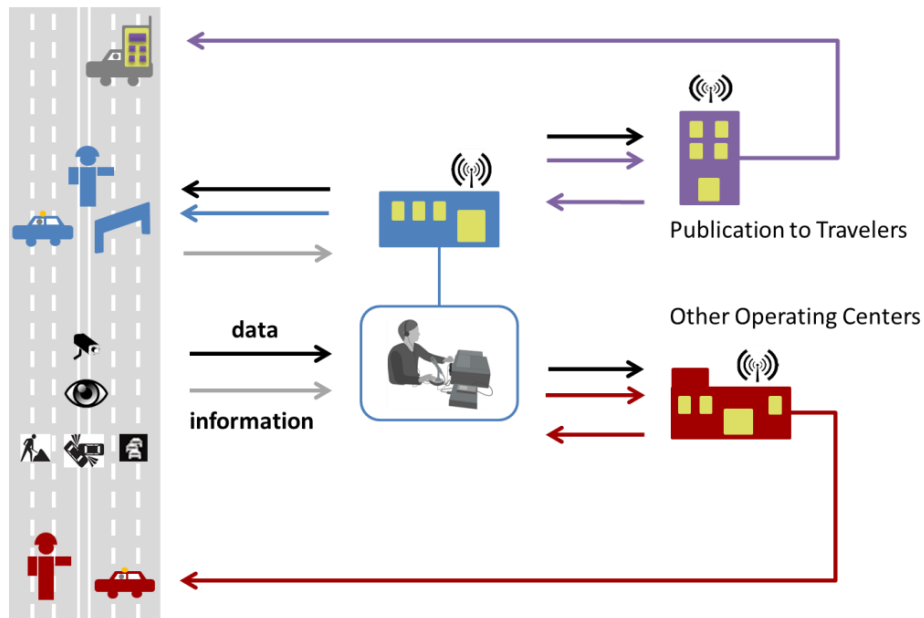 Publication to Travelers
Other Operating Centers
data
information